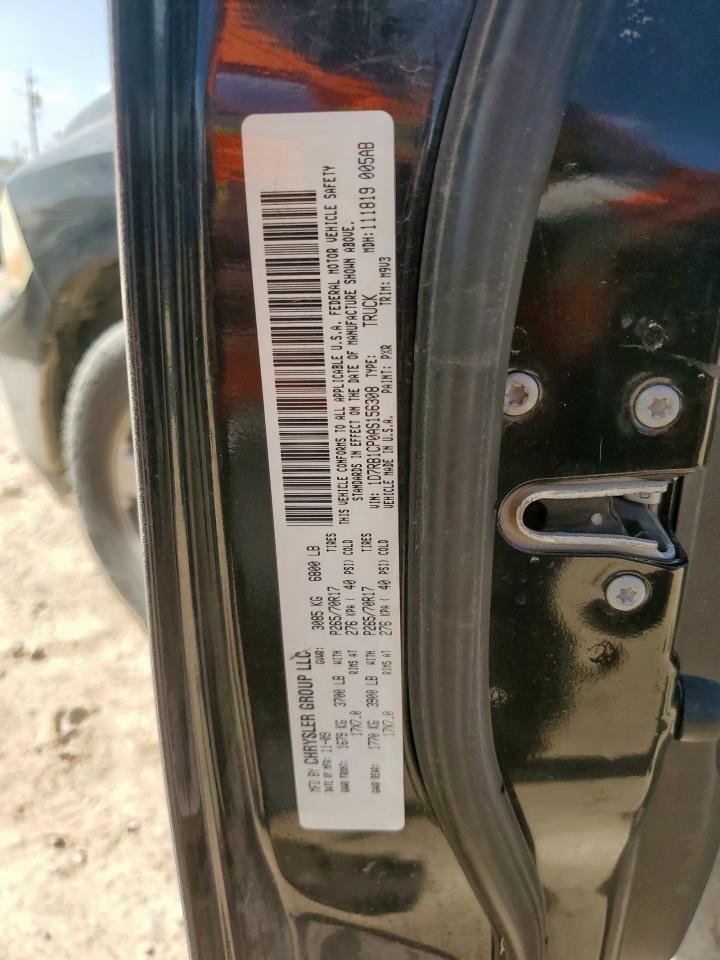 MFD BY CHRYSLER GROUP LLC.
DATE OF MFR: 11-09 GVWR: 3085 KG 6800 LB
GAWR FRONT: 1679 KG 3700 LB WITH P265/70R17 TIRES
17X7.0 RIMS AT 276 KPA ( 40 PSI) COLD
GAWR REAR: 1770 KG 3900 LB WITH P265/70R17 TIRES
17X7.0 RIMS AT 276 KPA ( 40 PSI) COLD
THIS VEHICLE CONFORMS TO ALL APPLICABLE U.S.A. FEDERAL MOTOR VEHICLE SAFETY
STANDARDS IN EFFECT ON THE DATE OF MANUFACTURE SHOWN ABOVE.
VIN: 1D7RB1CP0AS156308 TYPE: TRUCK MDH:111819 005AB
VEHICLE MADE IN U.S.A. PAINT: PXR TRIM: M9V3